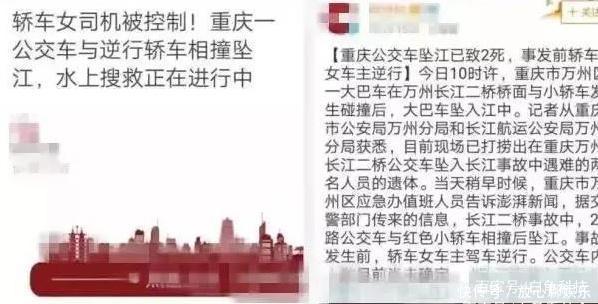 轿车女司机被控制！重庆一
公交车与逆行轿车相撞坠
江，水上搜救正在进行中
+关注
【重庆公交车坠江已致2死，事发前轿车
女车主逆行】今日10时许，重庆市万州区
一大巴车在万州长江二桥桥面与小轿车发
生碰撞后，大巴车坠入江中。记者从重庆
市公安局万州分局和长江航运公安局万州
分局获悉，目前现场已打捞出在重庆万州
长江二桥公交车坠入长江事故中遇难的两
名人员的遗体。当天稍早时候，重庆市万
州区应急办值班人员告诉澎湃新闻，据交
警部门传来的信息，长江二桥事故中，2
路公交车与红色小轿车相撞后坠江。事故
发生前，轿车女车主驾车逆行。公交车内